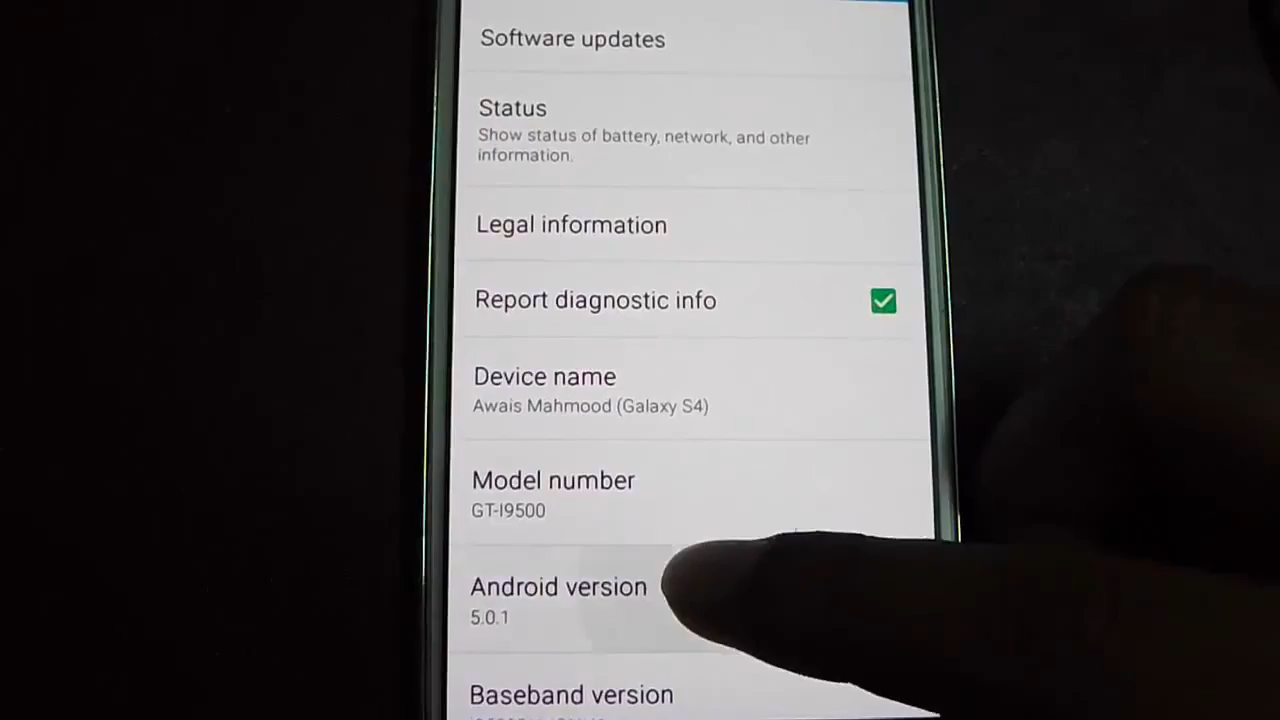 Software updates
Status
Show status of battery, network, and other
information.
Legal information
Report diagnostic info
Device name
Awais Mahmood (Galaxy S4)
Model number
GT-I9500
Android version
5.0.1
Baseband version